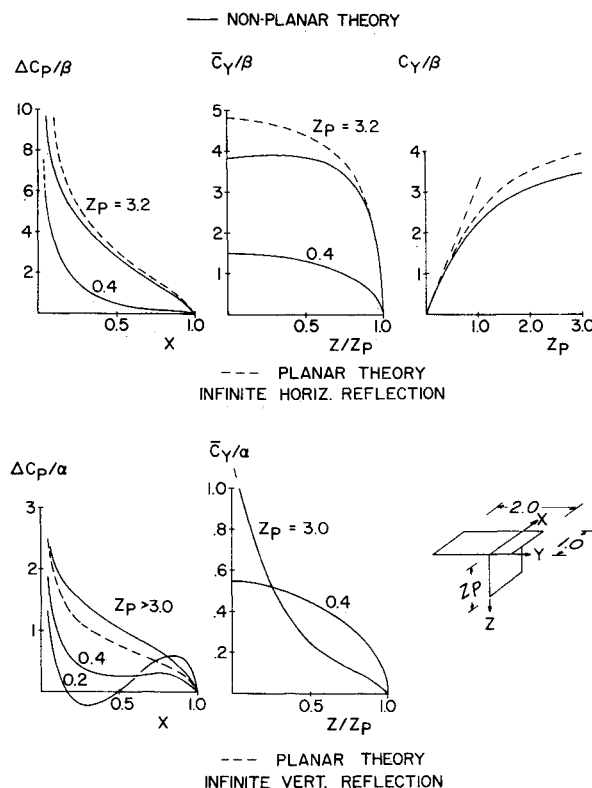 — NON-PLANAR THEORY
ΔCp/β
C̅Y/β
CY/β
10
8
6
4
2
Zp = 3.2
0.4
0.5
1.0
X
5
4
3
2
1
Zp = 3.2
0.4
0.5
1.0
Z/Zp
4
3
2
1
1.0
2.0
3.0
Zp
--- PLANAR THEORY
INFINITE HORIZ. REFLECTION
ΔCp/α
C̅Y/α
3
2
1
Zp > 3.0
0.4
0.2
0.5
1.0
X
1.0
.8
.6
.4
.2
Zp = 3.0
0.4
0.5
1.0
Z/Zp
2.0
X
1.0
Y
ZP
Z
--- PLANAR THEORY
INFINITE VERT. REFLECTION